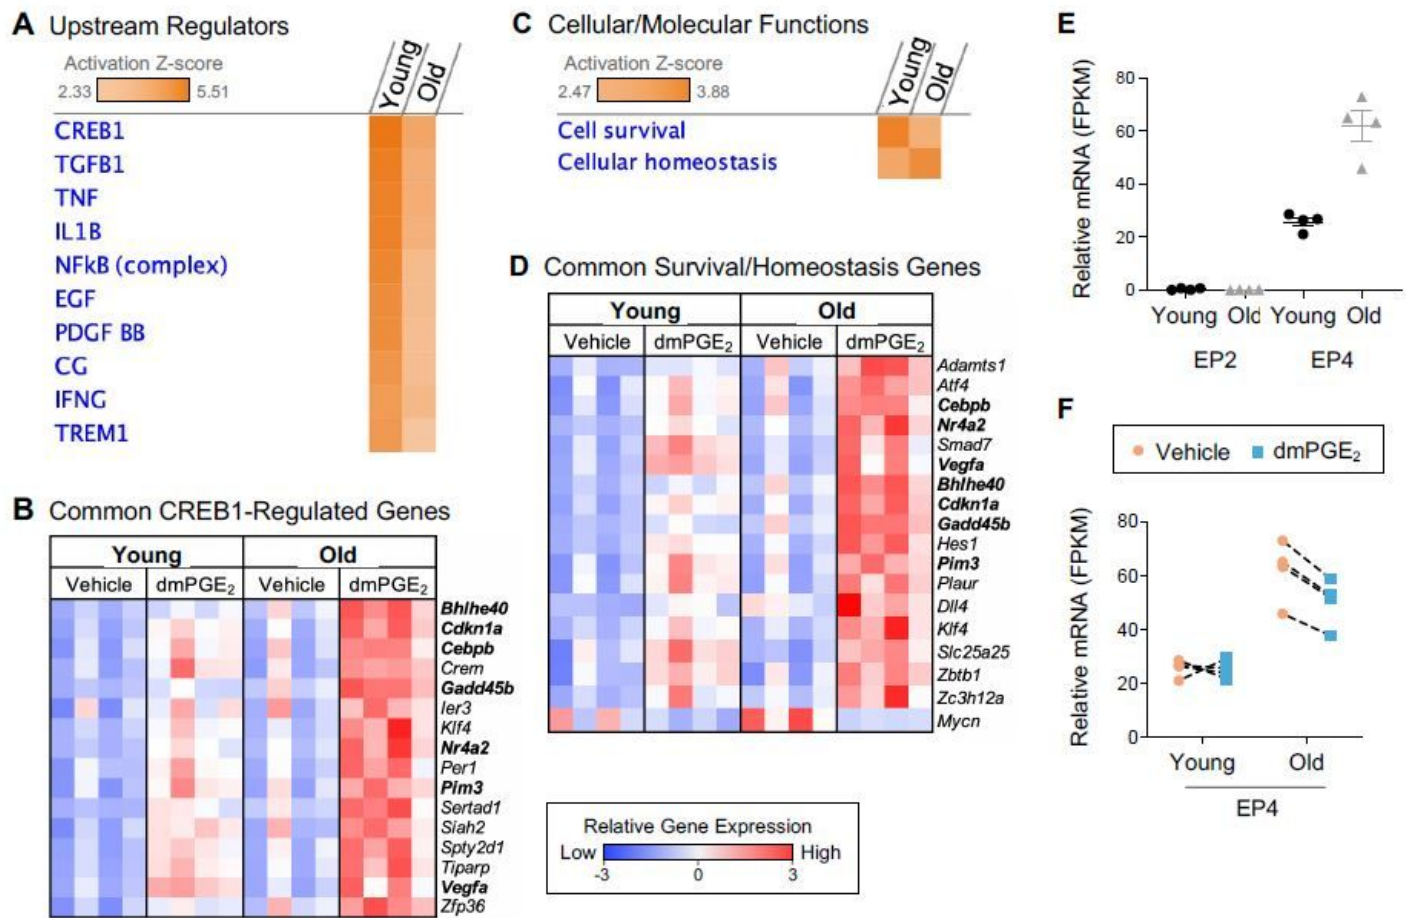 A Upstream Regulators
Activation Z-score
2.33 5.51
Young Old
CREB1
TGFB1
TNF
IL1B
NFkB (complex)
EGF
PDGF BB
CG
IFNG
TREM1
B Common CREB1-Regulated Genes
Young Old
Vehicle dmPGE₂ Vehicle dmPGE₂
Bhlhe40
Cdkn1a
Cebpb
Crem
Gadd45b
Ier3
Klf4
Nr4a2
Per1
Pim3
Sertad1
Siah2
Spty2d1
Tiparp
Vegfa
Zfp36
C Cellular/Molecular Functions
Activation Z-score
2.47 3.88
Young Old
Cell survival
Cellular homeostasis
D Common Survival/Homeostasis Genes
Young Old
Vehicle dmPGE₂ Vehicle dmPGE₂
Adamts1
Atf4
Cebpb
Nr4a2
Smad7
Vegfa
Bhlhe40
Cdkn1a
Gadd45b
Hes1
Pim3
Plaur
Dll4
Klf4
Slc25a25
Zbtb1
Zc3h12a
Mycn
Relative Gene Expression
Low High
-3 0 3
E
Relative mRNA (FPKM)
80
60
40
20
0
Young Old Young Old
EP2 EP4
F
Vehicle dmPGE₂
Relative mRNA (FPKM)
80
60
40
20
0
Young Old
EP4